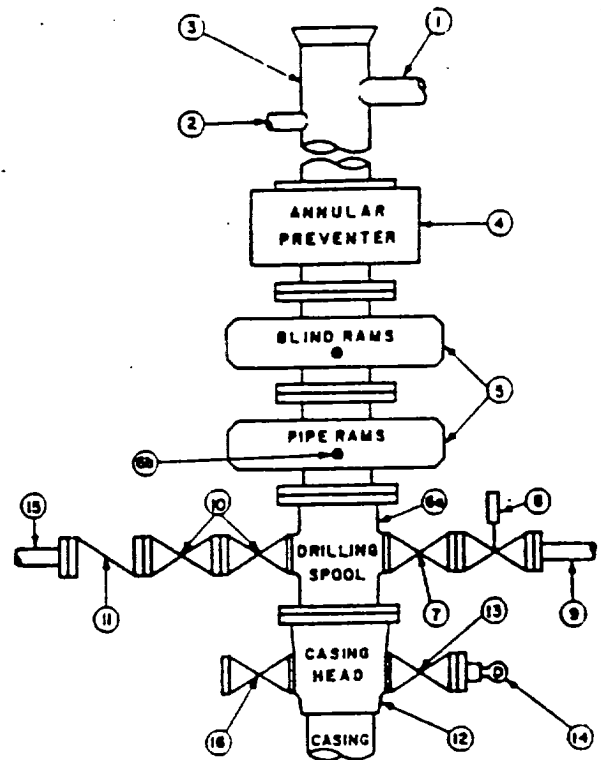 3
1
2
ANNULAR
PREVENTER
4
BLIND RAMS
5
PIPE RAMS
6b
6a
8
15
10
DRILLING
SPOOL
11
7
9
13
CASING
HEAD
16
12
14
CASING